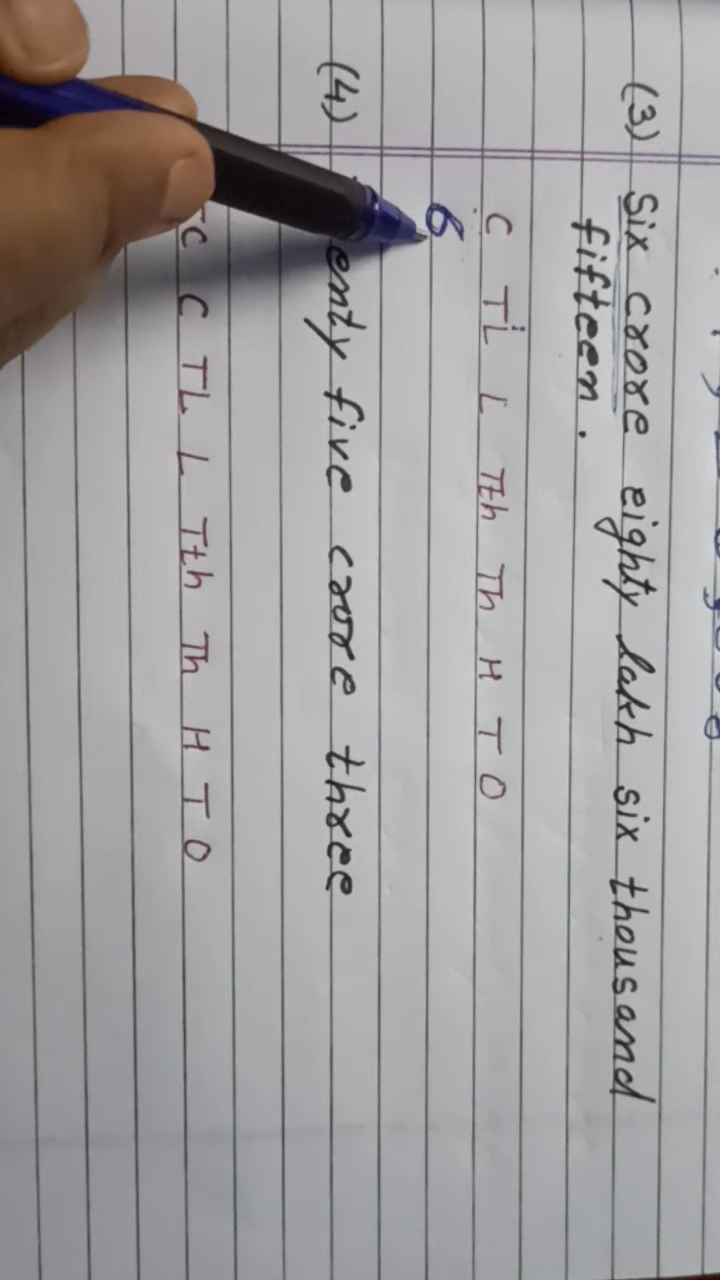 (3) Six crore eighty lakh six thousand
fifteen.
C TL L Tth Th H T O
6
(4) five crore three
TC C TL L Tth Th H T O